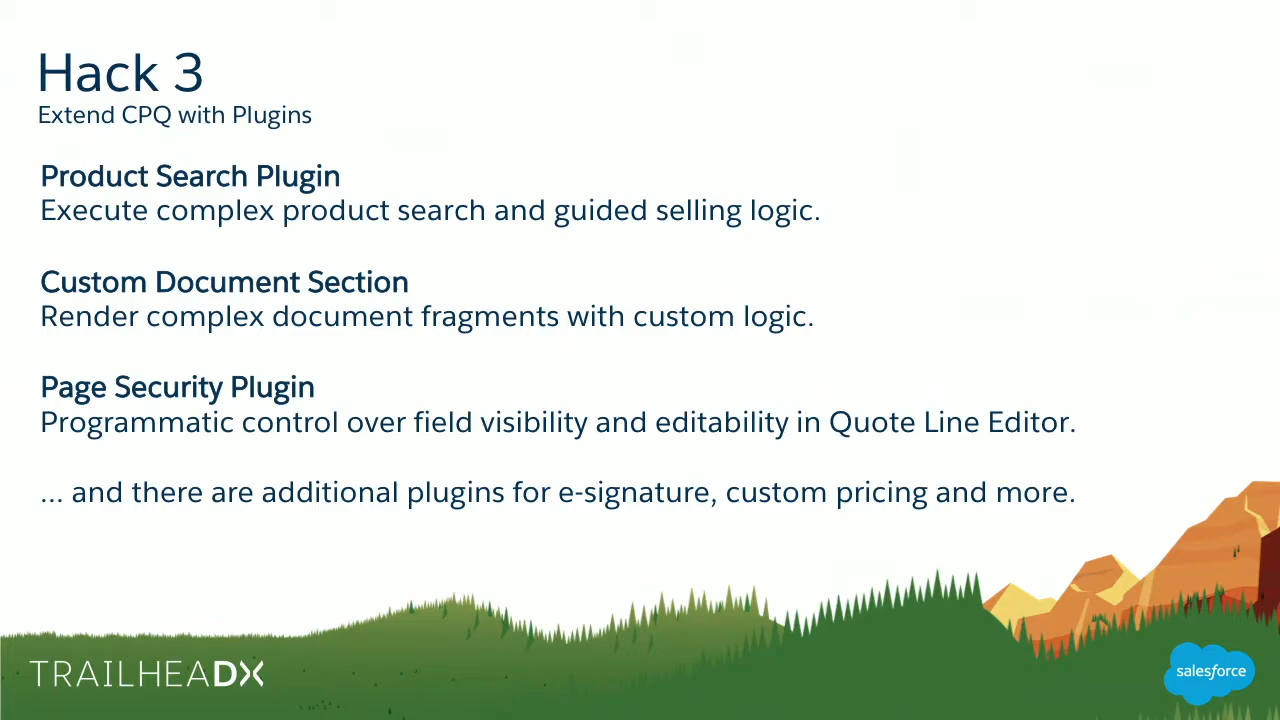 Hack 3
Extend CPQ with Plugins
Product Search Plugin
Execute complex product search and guided selling logic.
Custom Document Section
Render complex document fragments with custom logic.
Page Security Plugin
Programmatic control over field visibility and editability in Quote Line Editor.
... and there are additional plugins for e-signature, custom pricing and more.
TRAILHEADX
salesforce